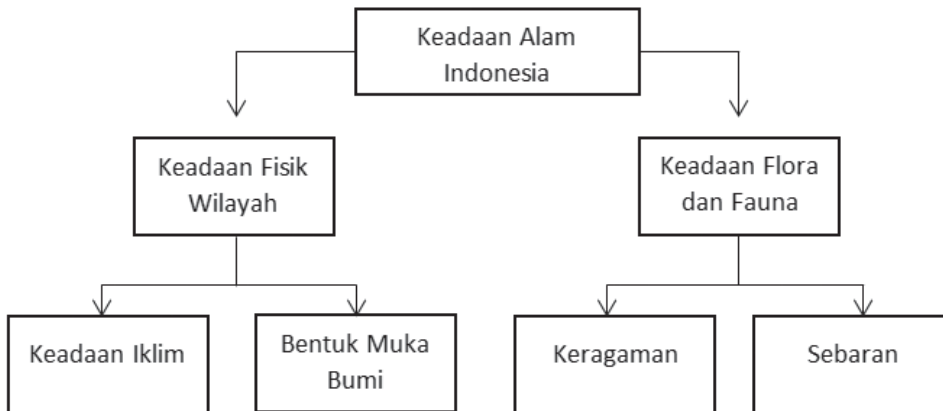 Keadaan Alam
Indonesia
Keadaan Fisik
Wilayah
Keadaan Flora
dan Fauna
Keadaan Iklim
Bentuk Muka
Bumi
Keragaman
Sebaran